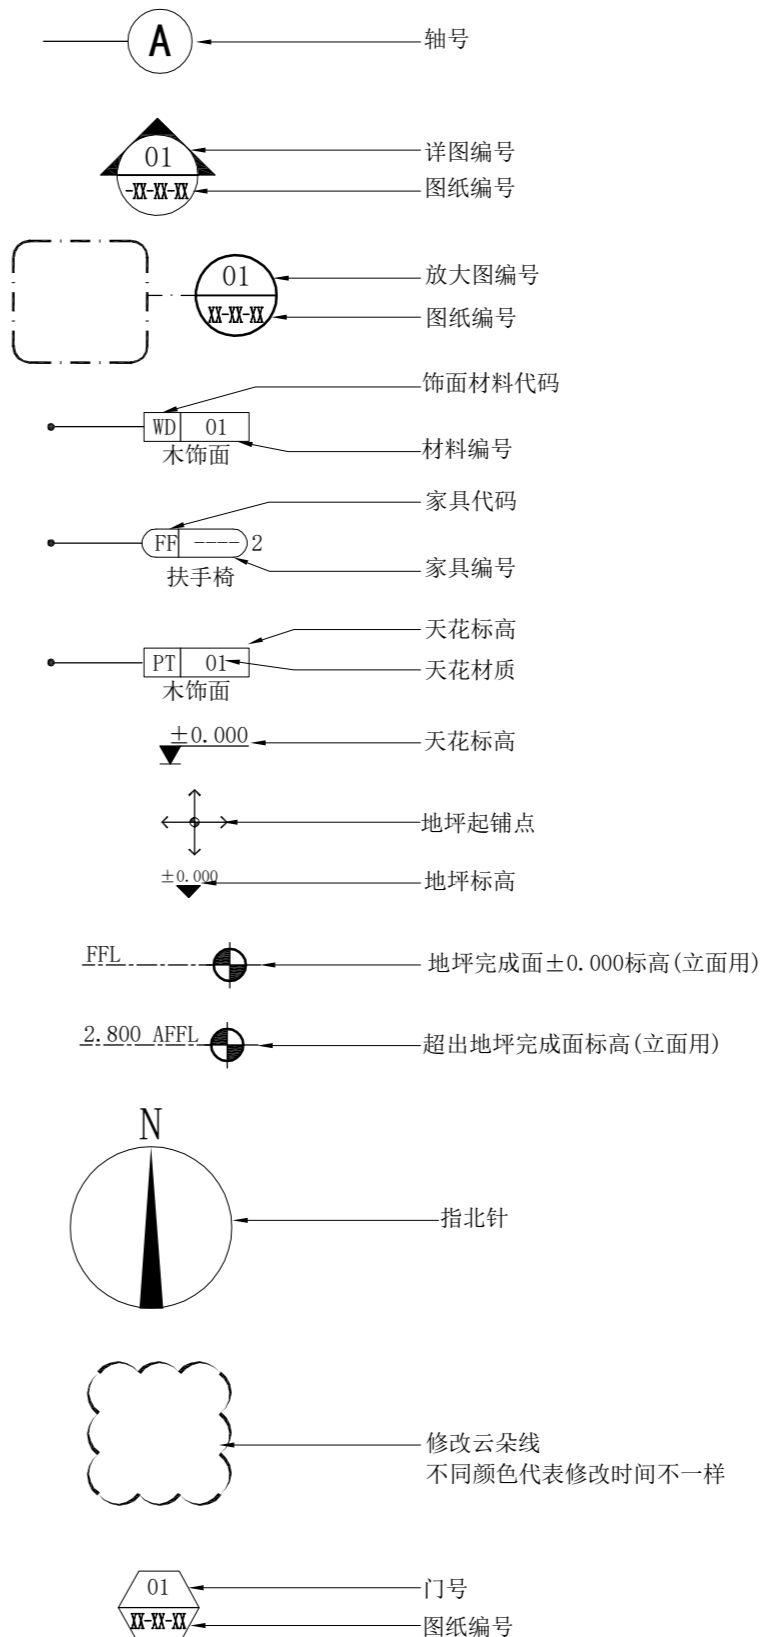 A
轴号
01
详图编号
-XX-XX-XX
图纸编号
01
放大图编号
XX-XX-XX
图纸编号
饰面材料代码
WD 01
木饰面
材料编号
家具代码
FF ---- 2
扶手椅
家具编号
天花标高
PT 01
天花材质
木饰面
±0.000
天花标高
地坪起铺点
±0.000
地坪标高
FFL
地坪完成面±0.000标高(立面用)
2.800 AFFL
超出地坪完成面标高(立面用)
N
指北针
修改云朵线
不同颜色代表修改时间不一样
01
门号
XX-XX-XX
图纸编号